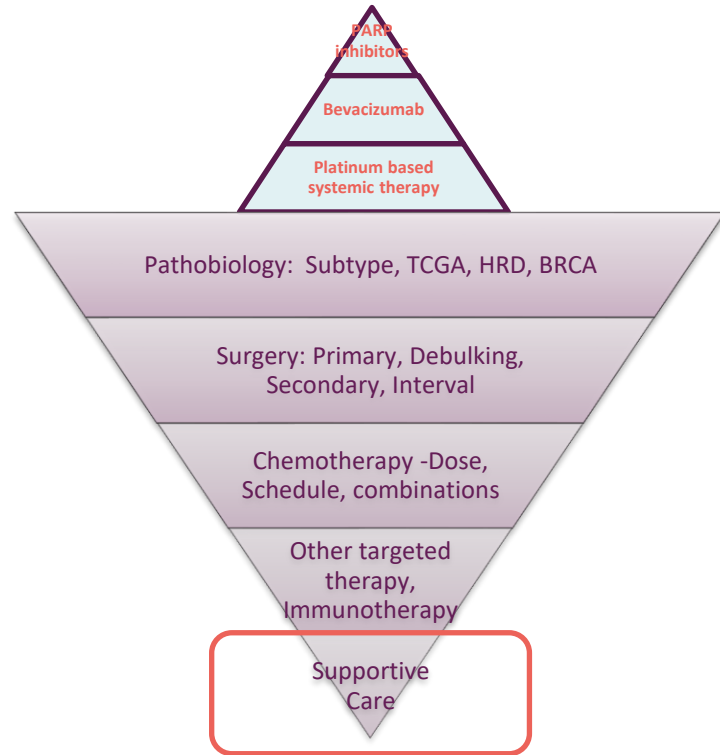 PARP
inhibitors
Bevacizumab
Platinum based
systemic therapy
Pathobiology: Subtype, TCGA, HRD, BRCA
Surgery: Primary, Debulking,
Secondary, Interval
Chemotherapy -Dose,
Schedule, combinations
Other targeted
therapy,
Immunotherapy
Supportive
Care